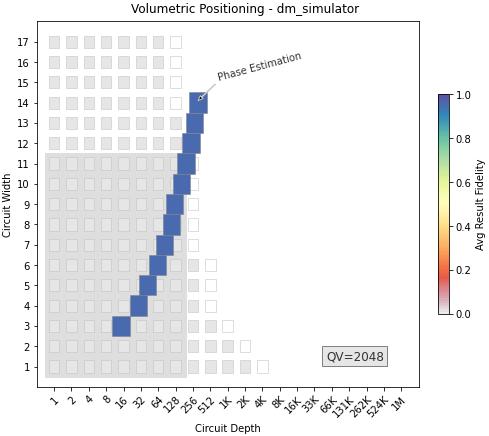 Volumetric Positioning - dm_simulator
Phase Estimation
17
16
15
14
13
12
11
10
9
8
7
6
5
4
3
2
1
Circuit Width
QV=2048
1
2
4
8
16
32
64
128
256
512
1K
2K
4K
8K
16K
33K
66K
131K
262K
524K
1M
Circuit Depth
1.0
0.8
0.6
0.4
0.2
0.0
Avg Result Fidelity